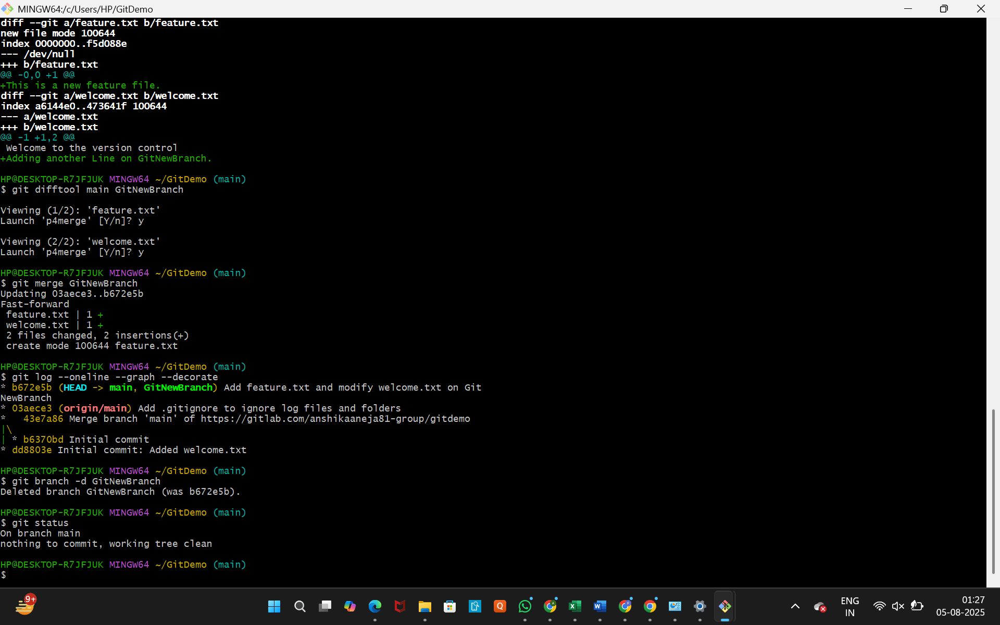 MINGW64:/c/Users/HP/GitDemo
diff --git a/feature.txt b/feature.txt
new file mode 100644
index 0000000..f5d088e
--- /dev/null
+++ b/feature.txt
@@ -0,0 +1 @@
+This is a new feature file.
diff --git a/welcome.txt b/welcome.txt
index a6144e0..473641f 100644
--- a/welcome.txt
+++ b/welcome.txt
@@ -1 +1,2 @@
 Welcome to the version control
+Adding another Line on GitNewBranch.

HP@DESKTOP-R7JFJUK MINGW64 ~/GitDemo (main)
$ git difftool main GitNewBranch

Viewing (1/2): 'feature.txt'
Launch 'p4merge' [Y/n]? y

Viewing (2/2): 'welcome.txt'
Launch 'p4merge' [Y/n]? y

HP@DESKTOP-R7JFJUK MINGW64 ~/GitDemo (main)
$ git merge GitNewBranch
Updating 03aece3..b672e5b
Fast-forward
 feature.txt | 1 +
 welcome.txt | 1 +
 2 files changed, 2 insertions(+)
 create mode 100644 feature.txt

HP@DESKTOP-R7JFJUK MINGW64 ~/GitDemo (main)
$ git log --oneline --graph --decorate
* b672e5b (HEAD -> main, GitNewBranch) Add feature.txt and modify welcome.txt on Git
NewBranch
* 03aece3 (origin/main) Add .gitignore to ignore log files and folders
*   43e7a86 Merge branch 'main' of https://gitlab.com/anshikaaneja81-group/gitdemo
|\
| * b6370bd Initial commit
* dd8803e Initial commit: Added welcome.txt

HP@DESKTOP-R7JFJUK MINGW64 ~/GitDemo (main)
$ git branch -d GitNewBranch
Deleted branch GitNewBranch (was b672e5b).

HP@DESKTOP-R7JFJUK MINGW64 ~/GitDemo (main)
$ git status
On branch main
nothing to commit, working tree clean

HP@DESKTOP-R7JFJUK MINGW64 ~/GitDemo (main)
$
9+
Q
ENG
IN
01:27
05-08-2025